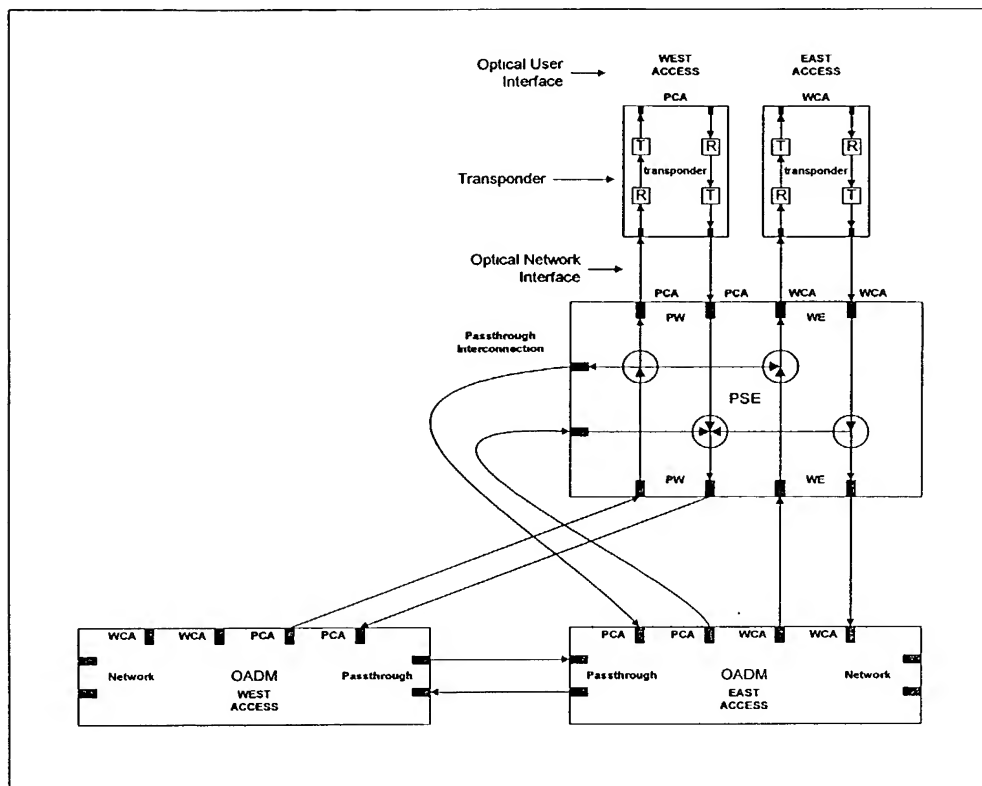 Optical User
Interface
WEST
ACCESS
EAST
ACCESS
PCA
WCA
T
R
T
R
Transponder
transponder
transponder
R
T
R
T
Optical Network
Interface
PCA
PCA
WCA
WCA
PW
WE
Passthrough
Interconnection
PSE
PW
WE
WCA
WCA
PCA
PCA
PCA
PCA
WCA
WCA
Network
OADM
Passthrough
WEST
ACCESS
Passthrough
OADM
Network
EAST
ACCESS